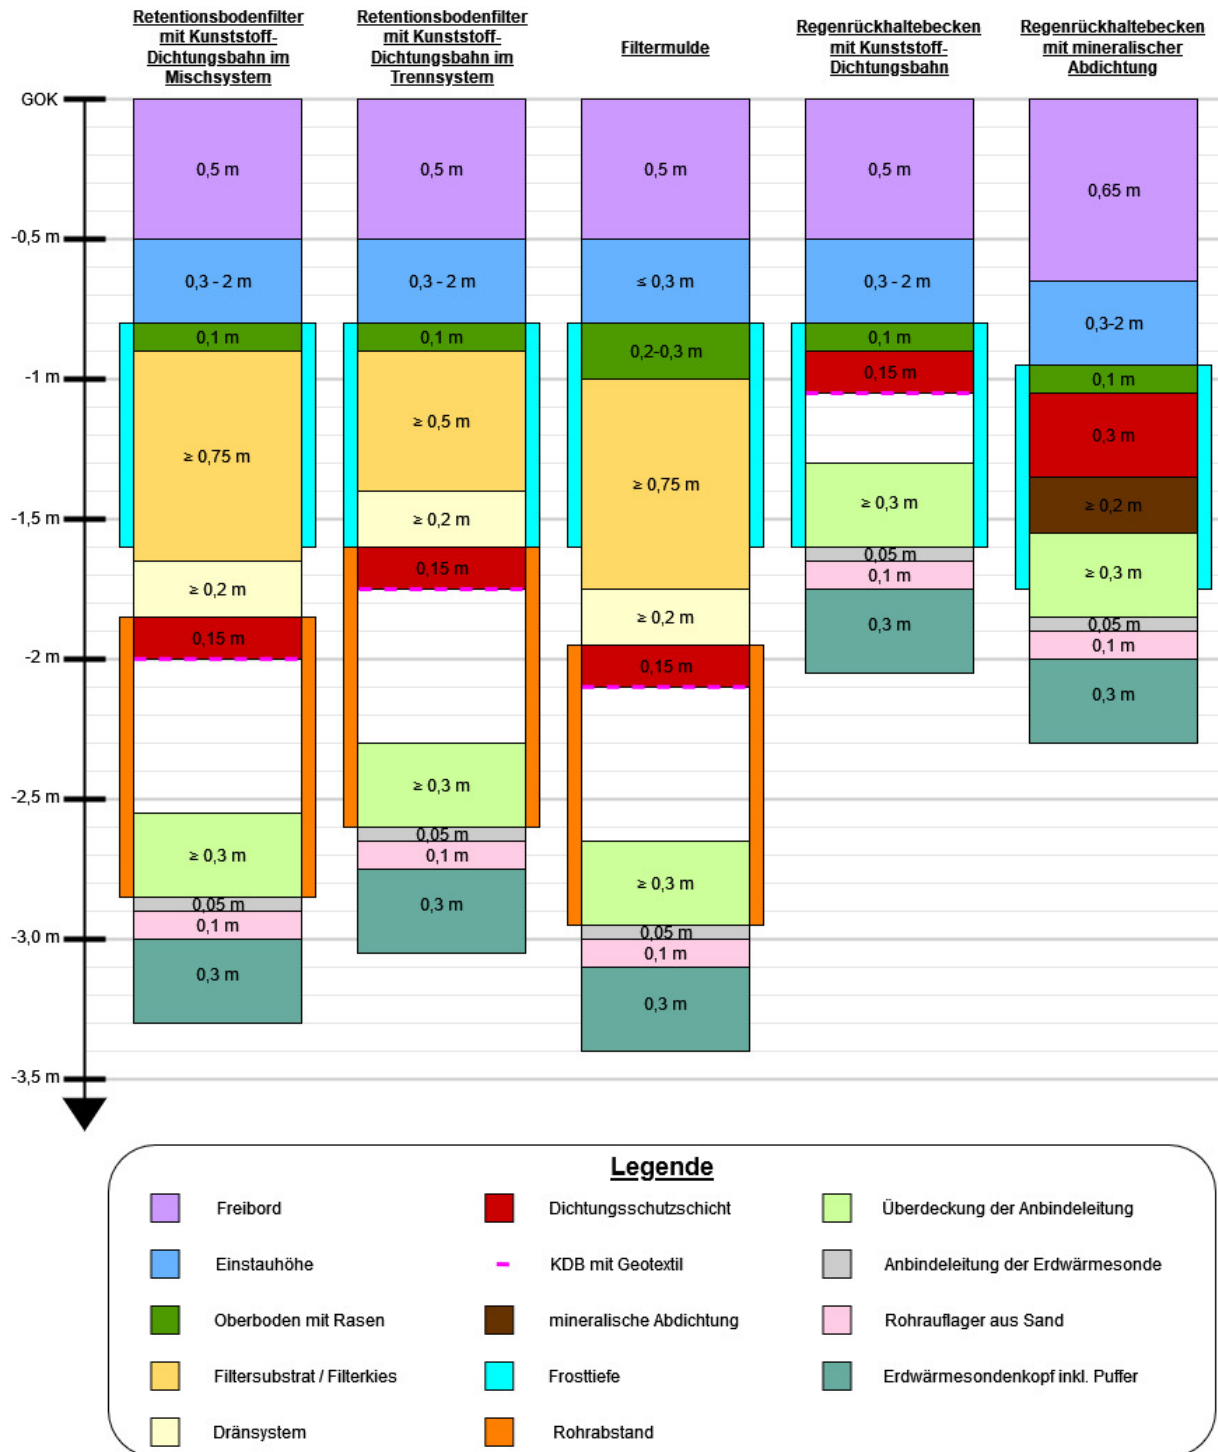 Retentionsbodenfilter
mit Kunststoff-
Dichtungsbahn im
Mischsystem
Retentionsbodenfilter
mit Kunststoff-
Dichtungsbahn im
Trennsystem
Filtermulde
Regenrückhaltebecken
mit Kunststoff-
Dichtungsbahn
Regenrückhaltebecken
mit mineralischer
Abdichtung
GOK
-0,5 m
-1 m
-1,5 m
-2 m
-2,5 m
-3,0 m
-3,5 m
0,5 m
0,3 - 2 m
0,1 m
≥ 0,75 m
≥ 0,2 m
0,15 m
≥ 0,3 m
0,05 m
0,1 m
0,3 m
0,5 m
0,3 - 2 m
0,1 m
≥ 0,5 m
≥ 0,2 m
0,15 m
≥ 0,3 m
0,05 m
0,1 m
0,3 m
0,5 m
≤ 0,3 m
0,2-0,3 m
≥ 0,75 m
≥ 0,2 m
0,15 m
≥ 0,3 m
0,05 m
0,1 m
0,3 m
0,5 m
0,3 - 2 m
0,1 m
0,15 m
≥ 0,3 m
0,05 m
0,1 m
0,3 m
0,65 m
0,3-2 m
0,1 m
0,3 m
≥ 0,2 m
≥ 0,3 m
0,05 m
0,1 m
0,3 m
Legende
Freibord
Einstauhöhe
Oberboden mit Rasen
Filtersubstrat / Filterkies
Dränsystem
Dichtungsschutzschicht
KDB mit Geotextil
mineralische Abdichtung
Frosttiefe
Rohrabstand
Überdeckung der Anbindeleitung
Anbindeleitung der Erdwärmesonde
Rohrauflager aus Sand
Erdwärmesondenkopf inkl. Puffer